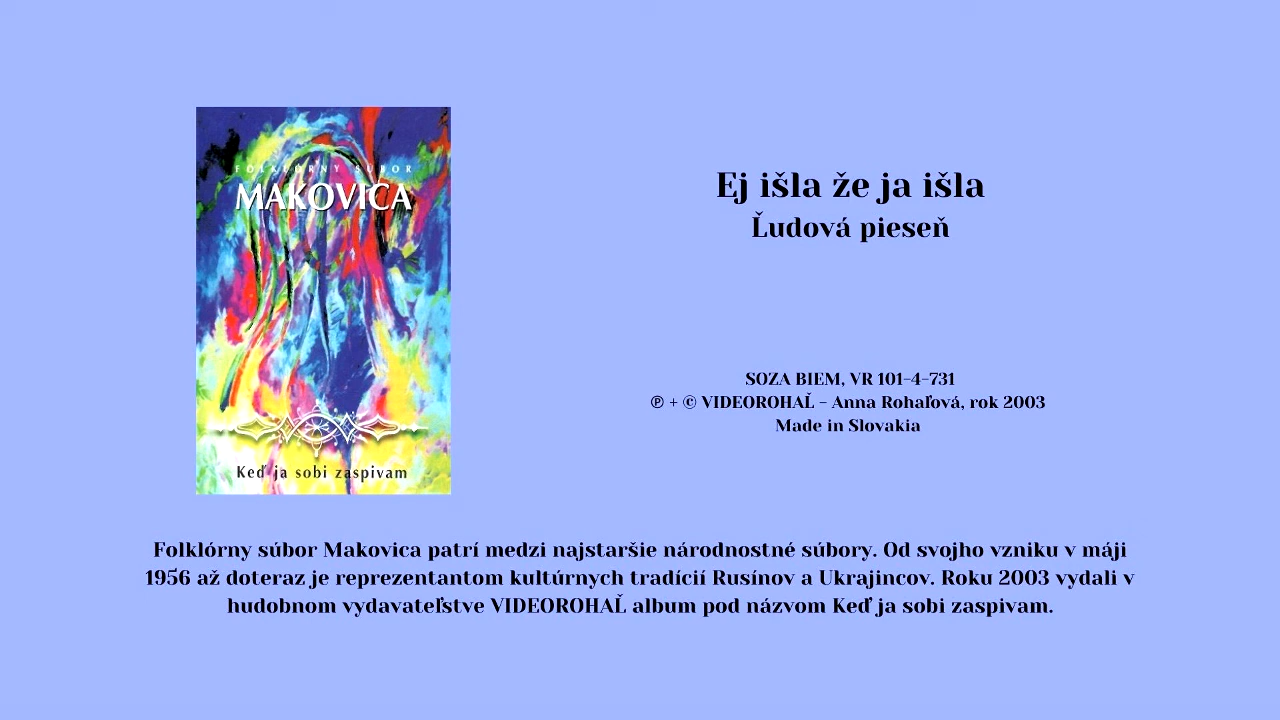 FOLKLÓRNY SÚBOR
MAKOVICA
Keď ja sobi zaspivam
Ej išla že ja išla
Ľudová pieseň
SOZA BIEM, VR 101-4-731
℗ + © VIDEOROHAĽ - Anna Rohaľová, rok 2003
Made in Slovakia
Folklórny súbor Makovica patrí medzi najstaršie národnostné súbory. Od svojho vzniku v máji
1956 až doteraz je reprezentantom kultúrnych tradícií Rusínov a Ukrajincov. Roku 2003 vydali v
hudobnom vydavateľstve VIDEOROHAĽ album pod názvom Keď ja sobi zaspivam.